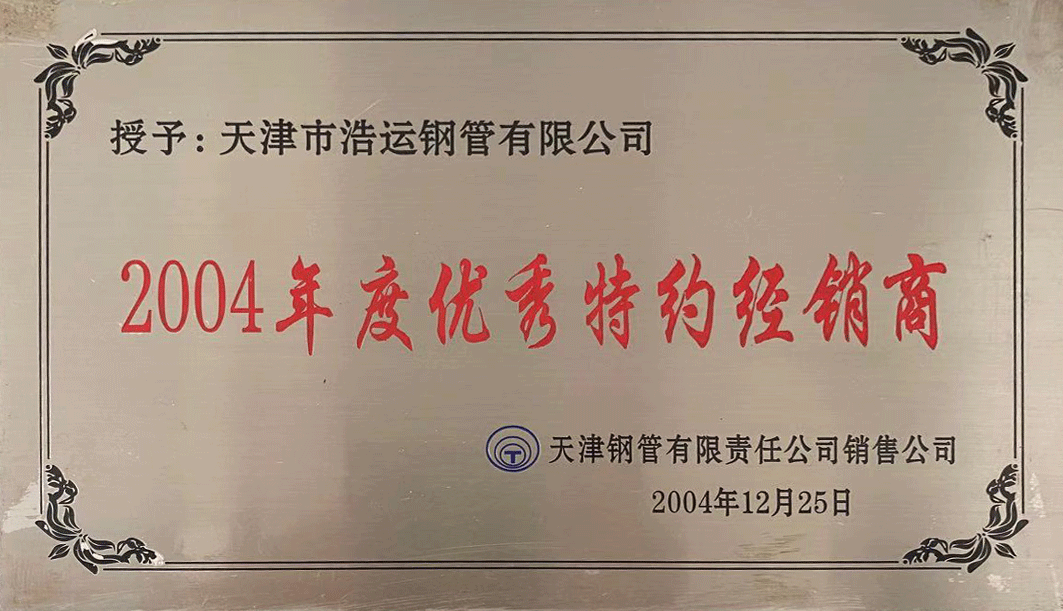 授予：天津市浩运钢管有限公司
2004年度优秀特约经销商
天津钢管有限责任公司销售公司
2004年12月25日